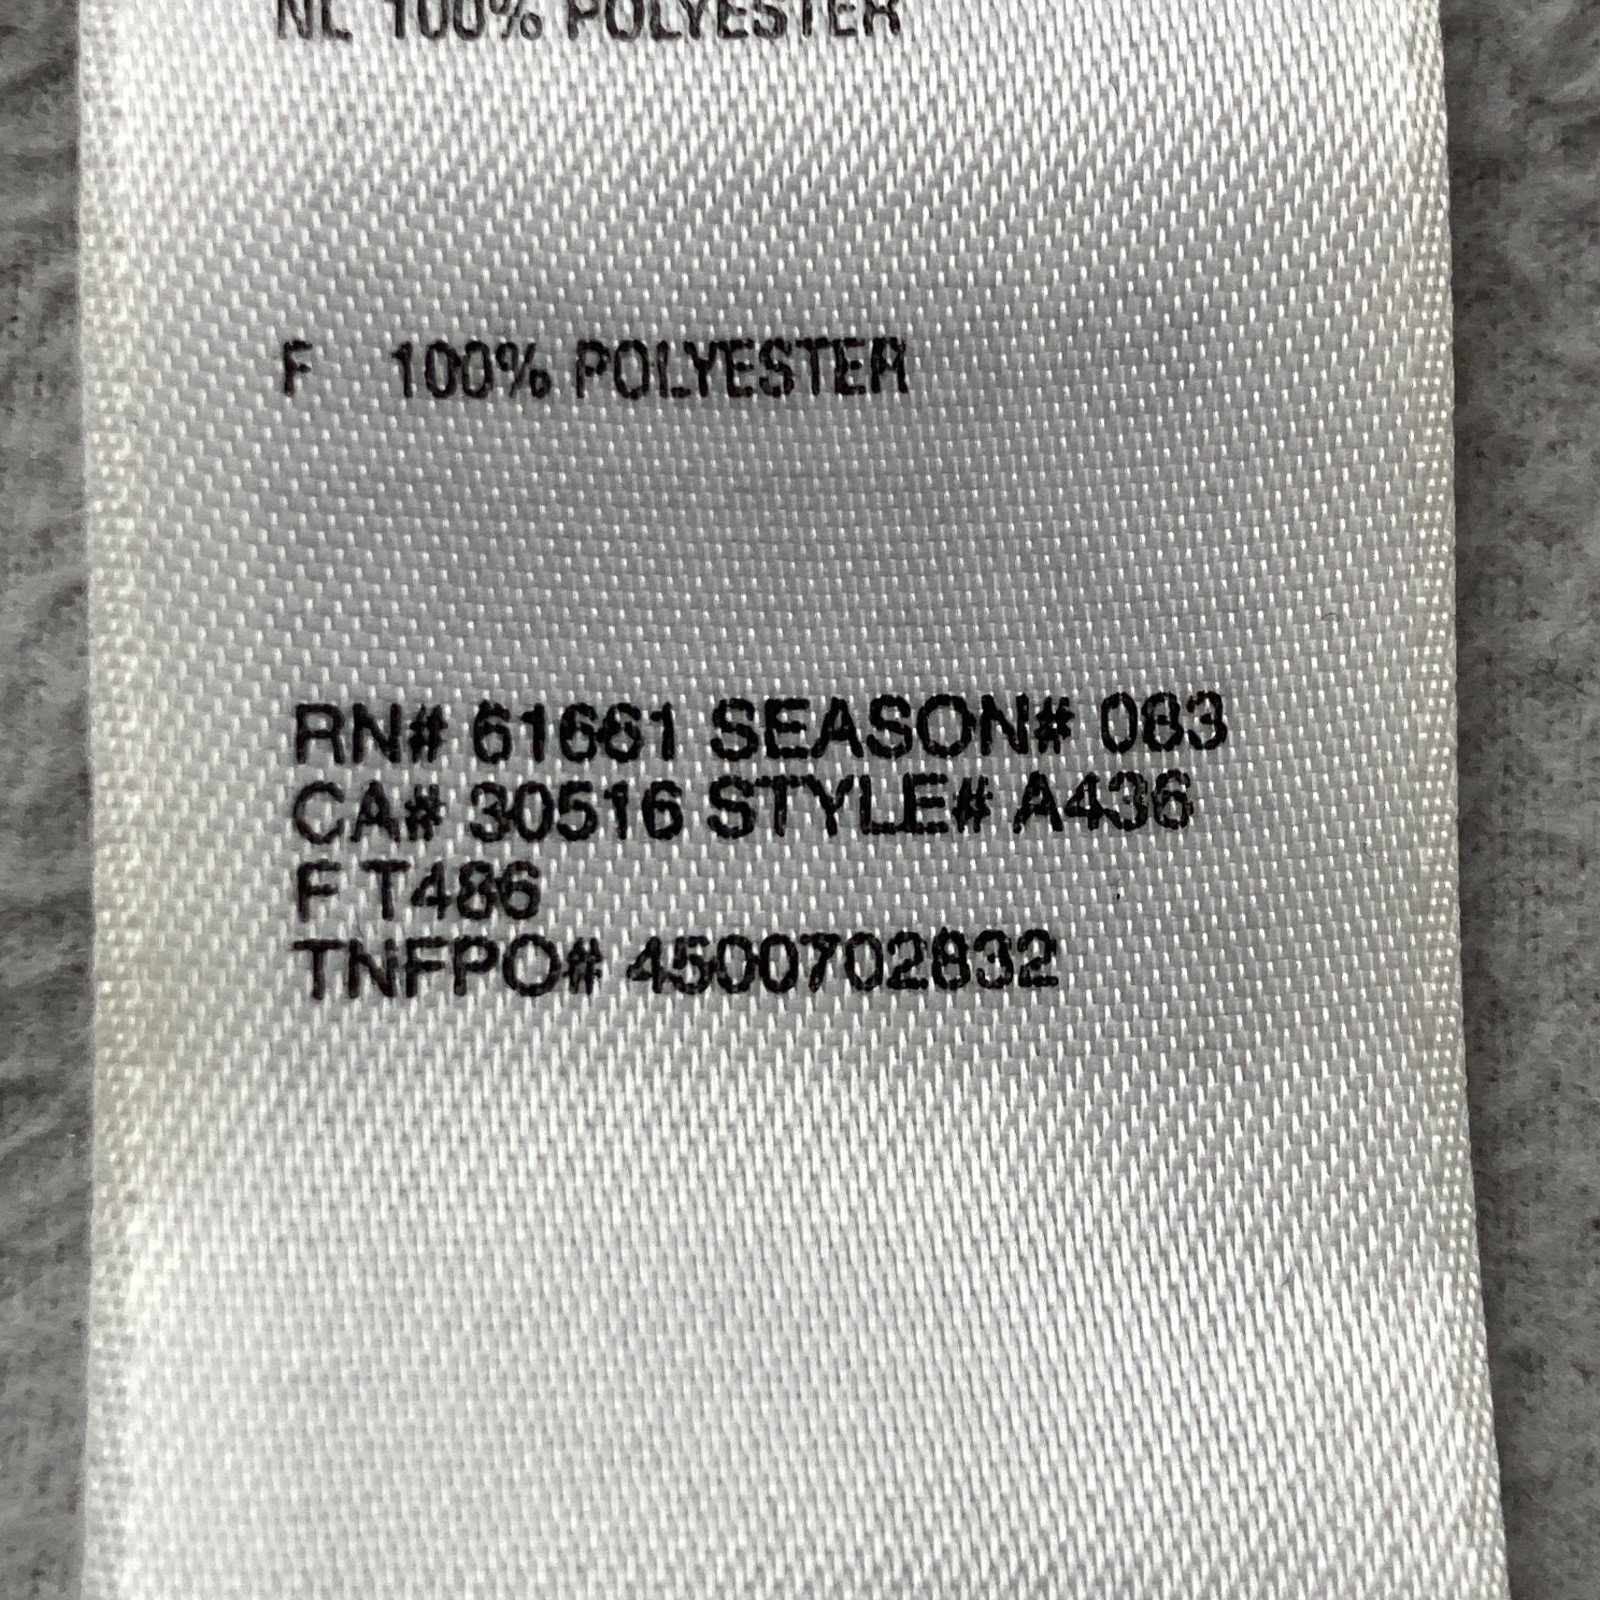 NL 100% POLYESTER
F 100% POLYESTER
RN# 61661 SEASON# 083
CA# 30516 STYLE# A436
F T486
TNFPO# 4500702832